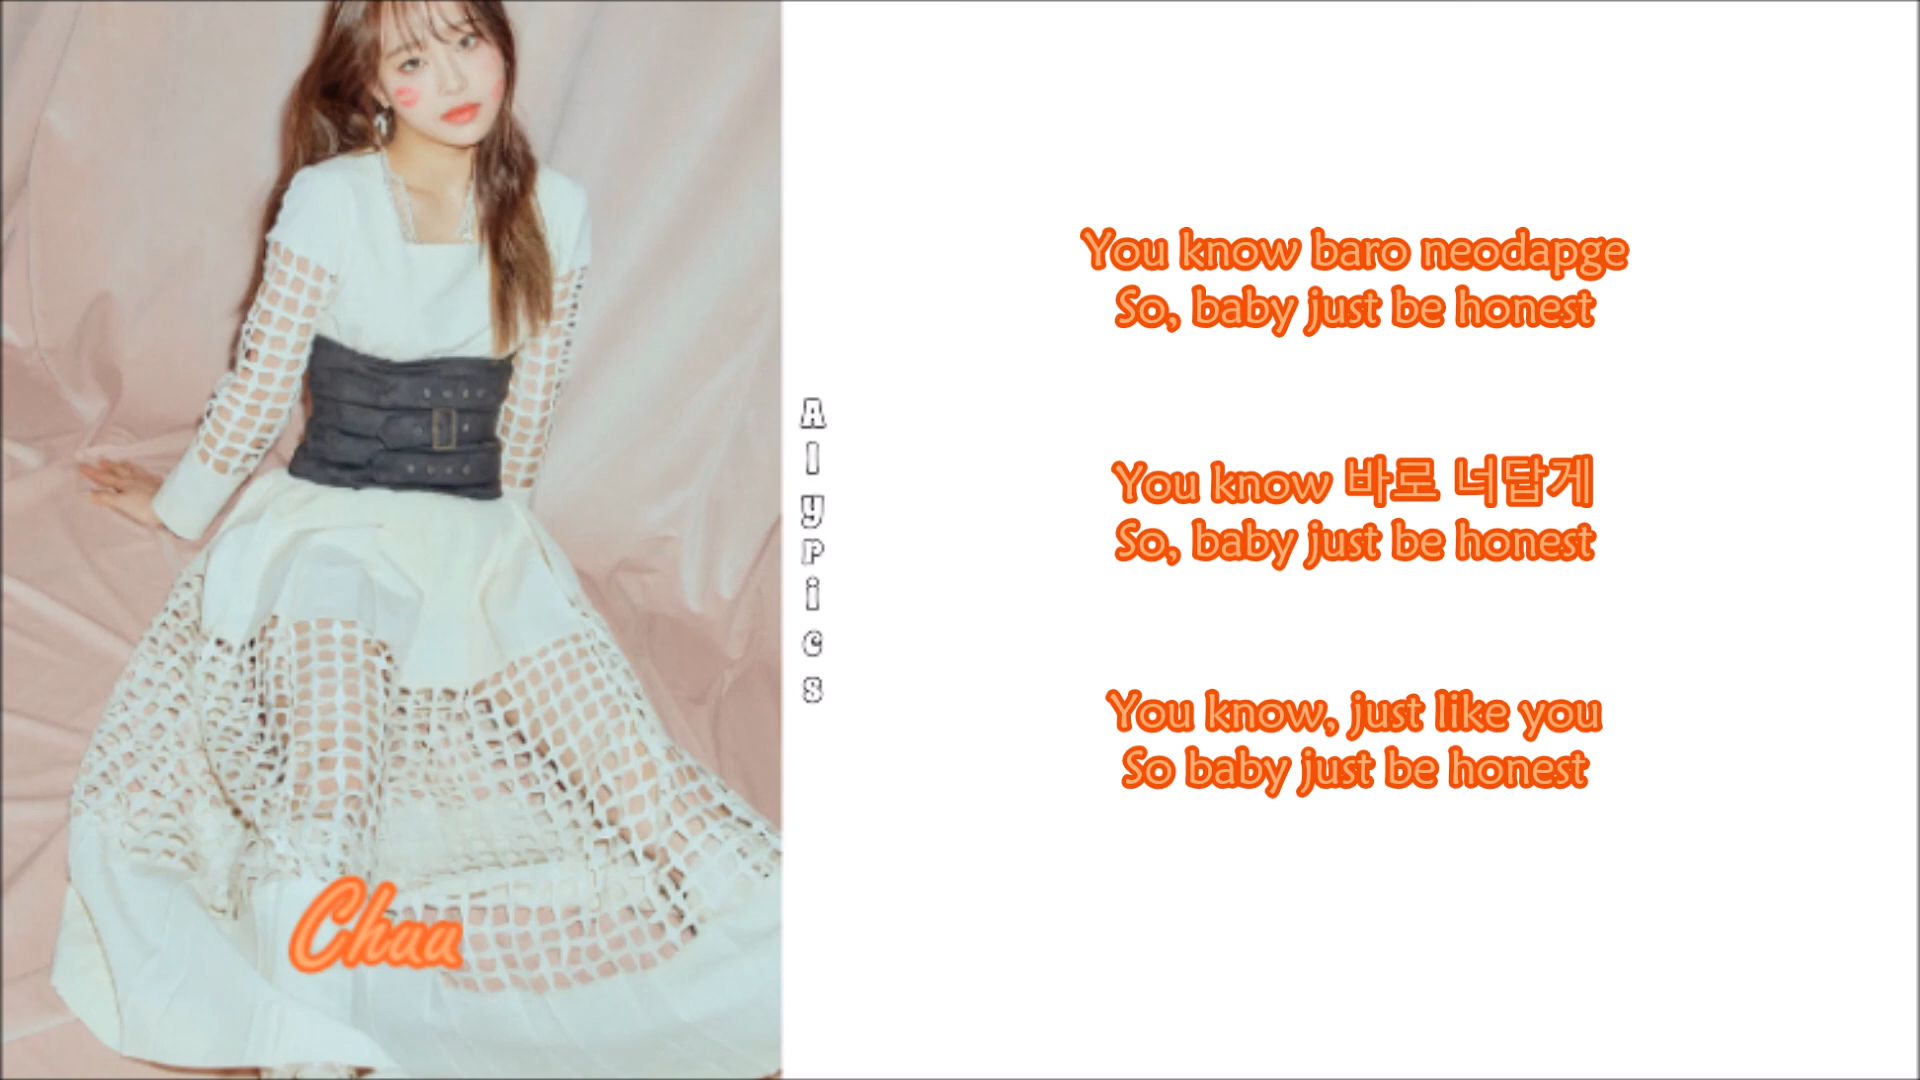 You know baro neodapge
So, baby just be honest
You know 바로 너답게
So, baby just be honest
You know, just like you
So baby just be honest
Alypics
Chuu